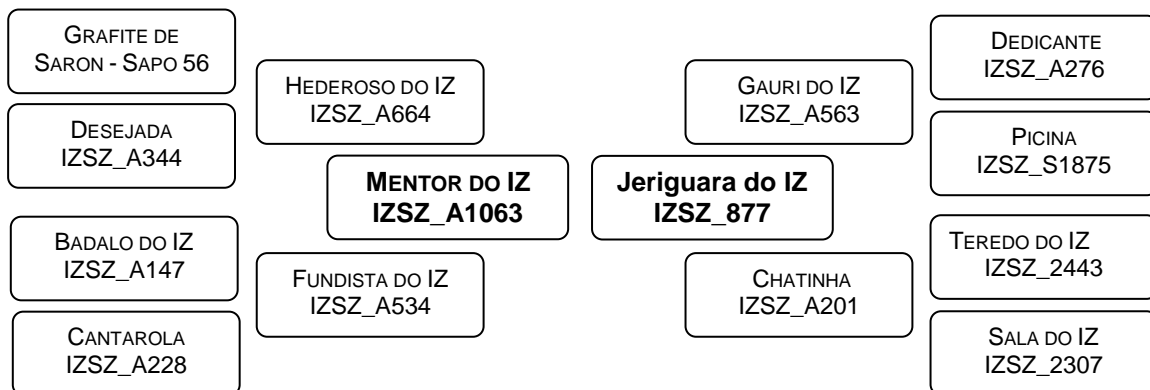 GRAFITE DE
SARON - SAPO 56
DESEJADA
IZSZ_A344
BADALO DO IZ
IZSZ_A147
CANTAROLA
IZSZ_A228
HEDEROSO DO IZ
IZSZ_A664
FUNDISTA DO IZ
IZSZ_A534
MENTOR DO IZ
IZSZ_A1063
Jeriguara do IZ
IZSZ_877
GAURI DO IZ
IZSZ_A563
CHATINHA
IZSZ_A201
DEDICANTE
IZSZ_A276
PICINA
IZSZ_S1875
TEREDO DO IZ
IZSZ_2443
SALA DO IZ
IZSZ_2307